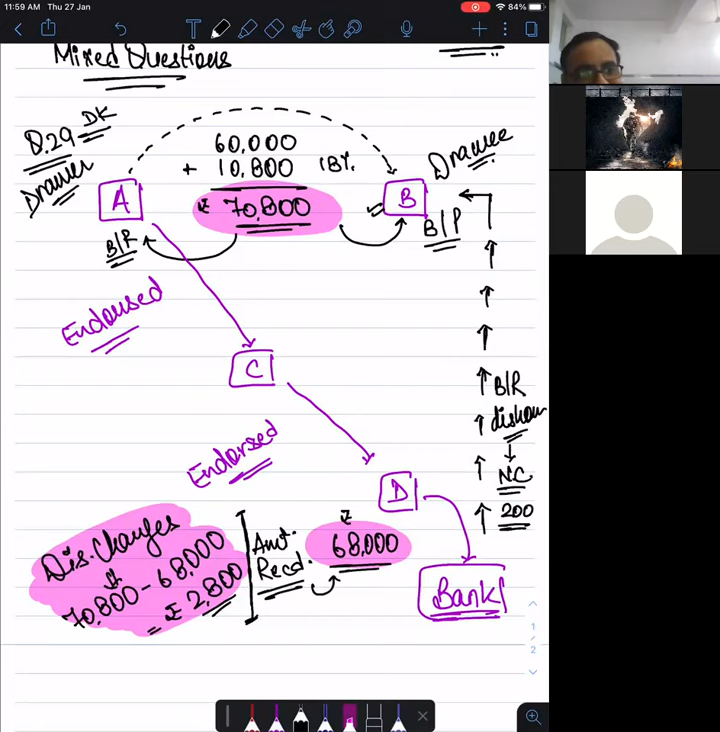 11:59 AM Thu 27 Jan
84%
Mixed Questions
Q.29 DK
60,000
+ 10,800 18%
₹ 70,800
Drawer
A
B
Drawee
B/R
B/P
Endorsed
C
B/R
dishon
NC
200
Endorsed
D
Dis. Charges
70,800 - 68,000
= ₹ 2,800
Amt.
Recd.
₹
68,000
Bank
1
/
2